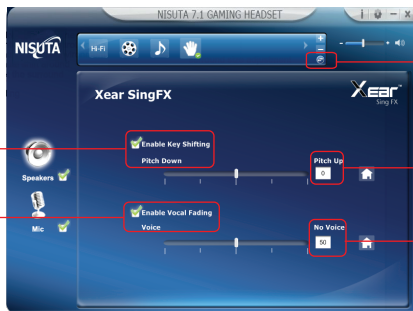 NISUTA 7.1 GAMING HEADSET
NISUTA
Hi-Fi
Xear SingFX
Xear
Sing FX
Enable Key Shifting
Pitch Down
Pitch Up
0
Speakers
Enable Vocal Fading
Mic
Voice
No Voice
50